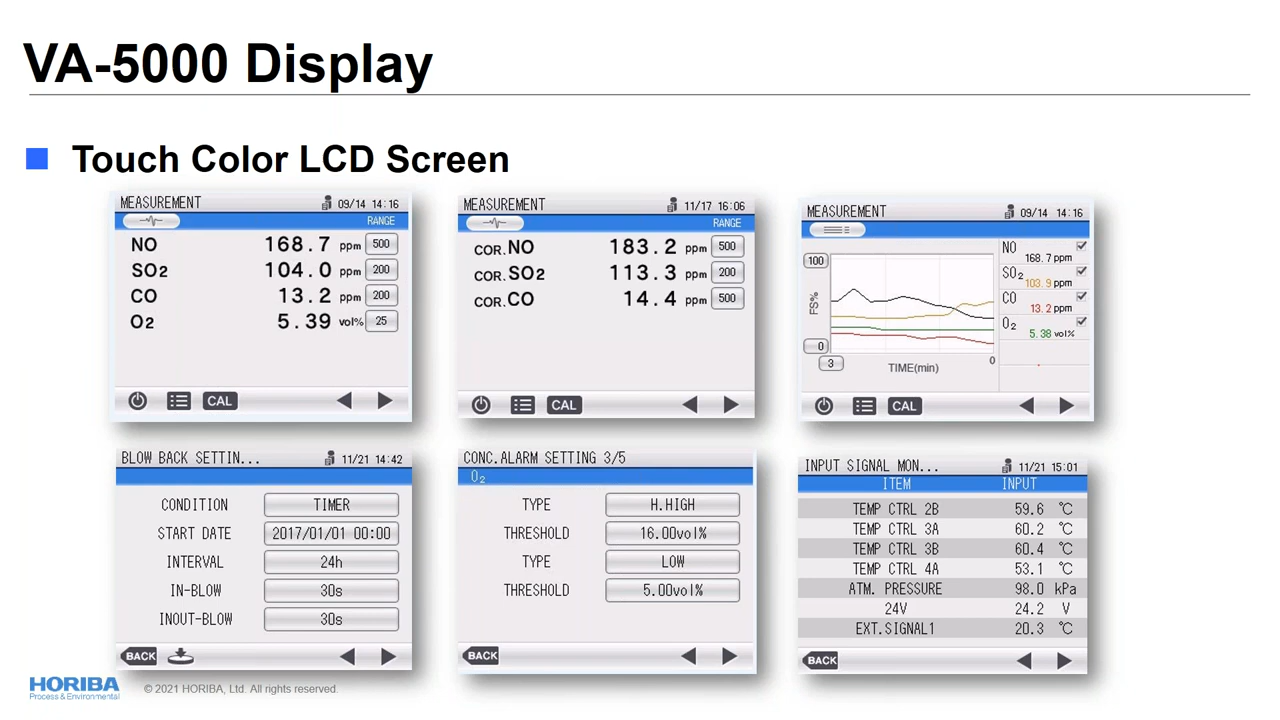 VA-5000 Display
Touch Color LCD Screen
MEASUREMENT 09/14 14:16
RANGE
NO 168.7 ppm 500
SO2 104.0 ppm 200
CO 13.2 ppm 200
O2 5.39 vol% 25
CAL
MEASUREMENT 11/17 16:06
RANGE
COR.NO 183.2 ppm 500
COR.SO2 113.3 ppm 200
COR.CO 14.4 ppm 500
CAL
MEASUREMENT 09/14 14:16
100
FS%
0
3
TIME(min)
0
NO
168.7 ppm
SO2
103.9 ppm
CO
13.2 ppm
O2
5.38 vol%
CAL
BLOW BACK SETTIN... 11/21 14:42
CONDITION TIMER
START DATE 2017/01/01 00:00
INTERVAL 24h
IN-BLOW 30s
INOUT-BLOW 30s
BACK
CONC.ALARM SETTING 3/5
O2
TYPE H.HIGH
THRESHOLD 16.00vol%
TYPE LOW
THRESHOLD 5.00vol%
BACK
INPUT SIGNAL MON... 11/21 15:01
ITEM INPUT
TEMP CTRL 2B 59.6 ℃
TEMP CTRL 3A 60.2 ℃
TEMP CTRL 3B 60.4 ℃
TEMP CTRL 4A 53.1 ℃
ATM. PRESSURE 98.0 kPa
24V 24.2 V
EXT.SIGNAL1 20.3 ℃
BACK
HORIBA
Process & Environmental
© 2021 HORIBA, Ltd. All rights reserved.